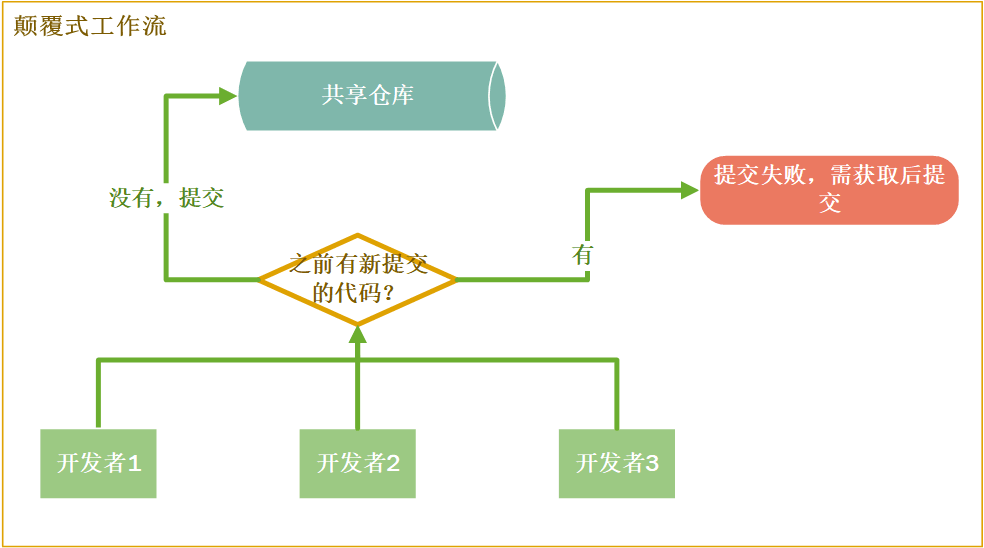 颠覆式工作流
共享仓库
没有，提交
提交失败，需获取后提
交
有
之前有新提交
的代码？
开发者1
开发者2
开发者3